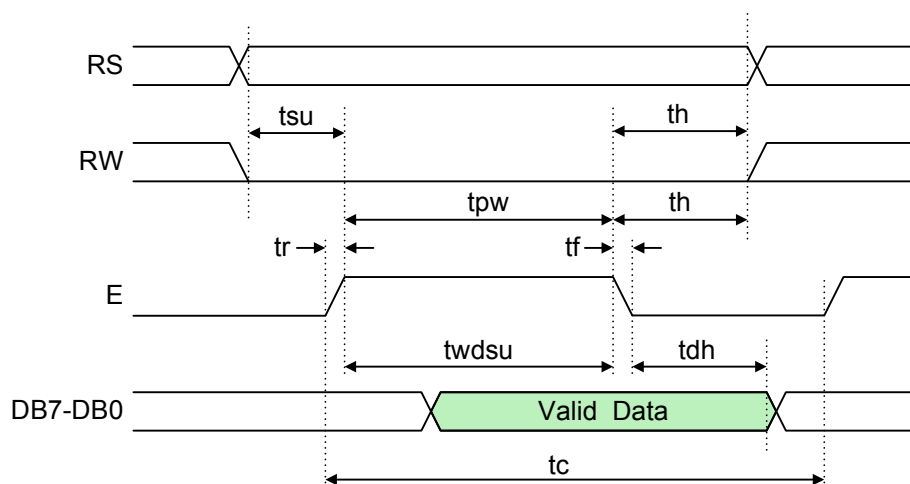 RS
tsu
th
RW
tpw
th
tr
tf
E
twdsu
tdh
DB7-DB0
Valid Data
tc